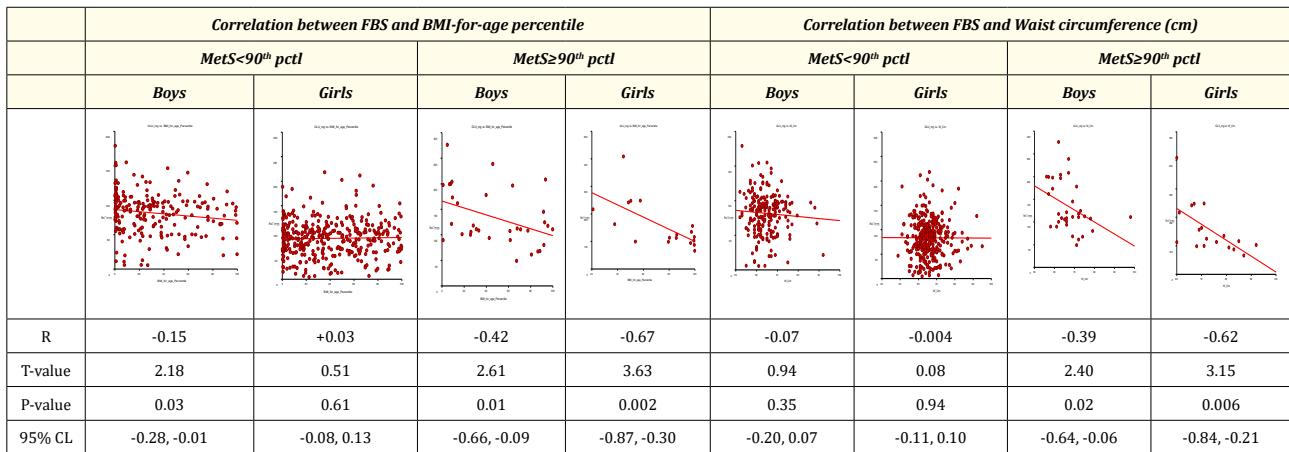 Correlation between FBS and BMI-for-age percentile Correlation between FBS and Waist circumference (cm)
MetS<90th pctl MetS≥90th pctl MetS<90th pctl MetS≥90th pctl
Boys Girls Boys Girls Boys Girls Boys Girls
R -0.15 +0.03 -0.42 -0.67 -0.07 -0.004 -0.39 -0.62
T-value 2.18 0.51 2.61 3.63 0.94 0.08 2.40 3.15
P-value 0.03 0.61 0.01 0.002 0.35 0.94 0.02 0.006
95% CL -0.28, -0.01 -0.08, 0.13 -0.66, -0.09 -0.87, -0.30 -0.20, 0.07 -0.11, 0.10 -0.64, -0.06 -0.84, -0.21